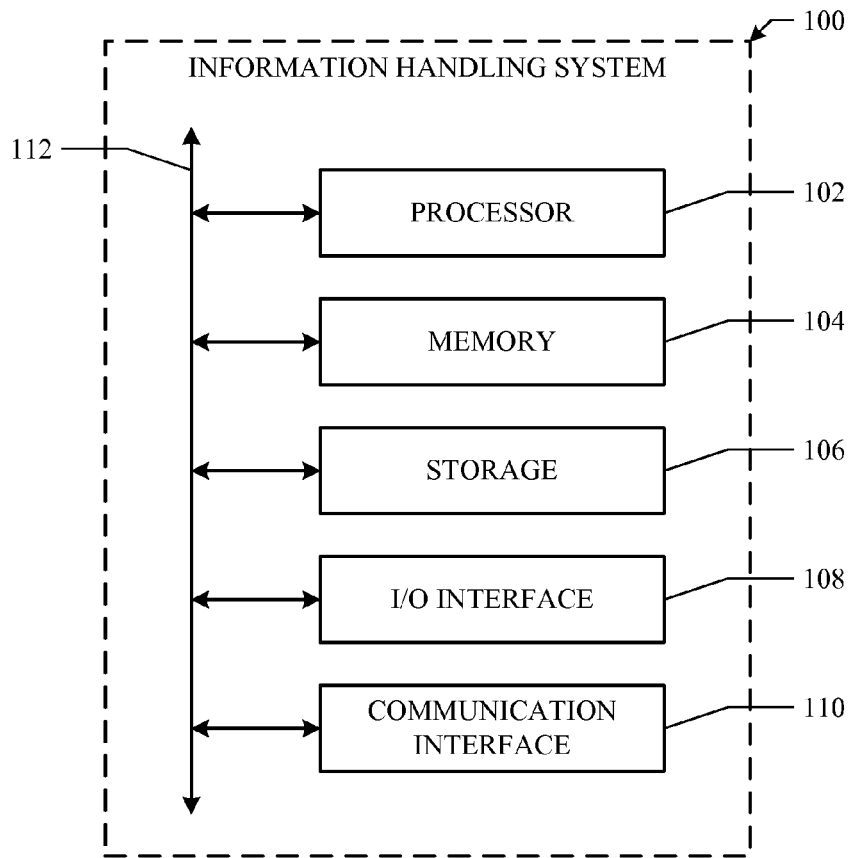 100
INFORMATION HANDLING SYSTEM
112
PROCESSOR
102
MEMORY
104
STORAGE
106
I/O INTERFACE
108
COMMUNICATION
INTERFACE
110